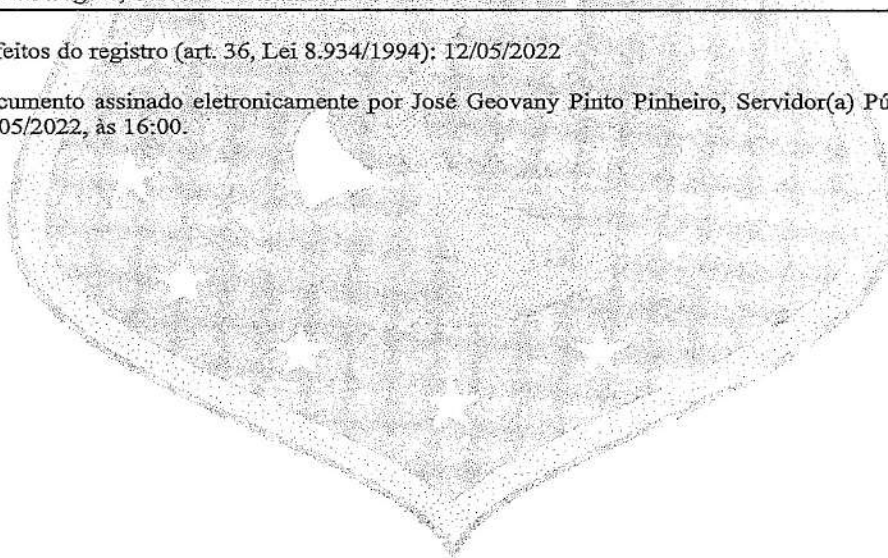 feitos do registro (art. 36, Lei 8.934/1994): 12/05/2022
cumento assinado eletronicamente por José Geovany Pinto Pinheiro, Servidor(a) Pú
05/2022, às 16:00.